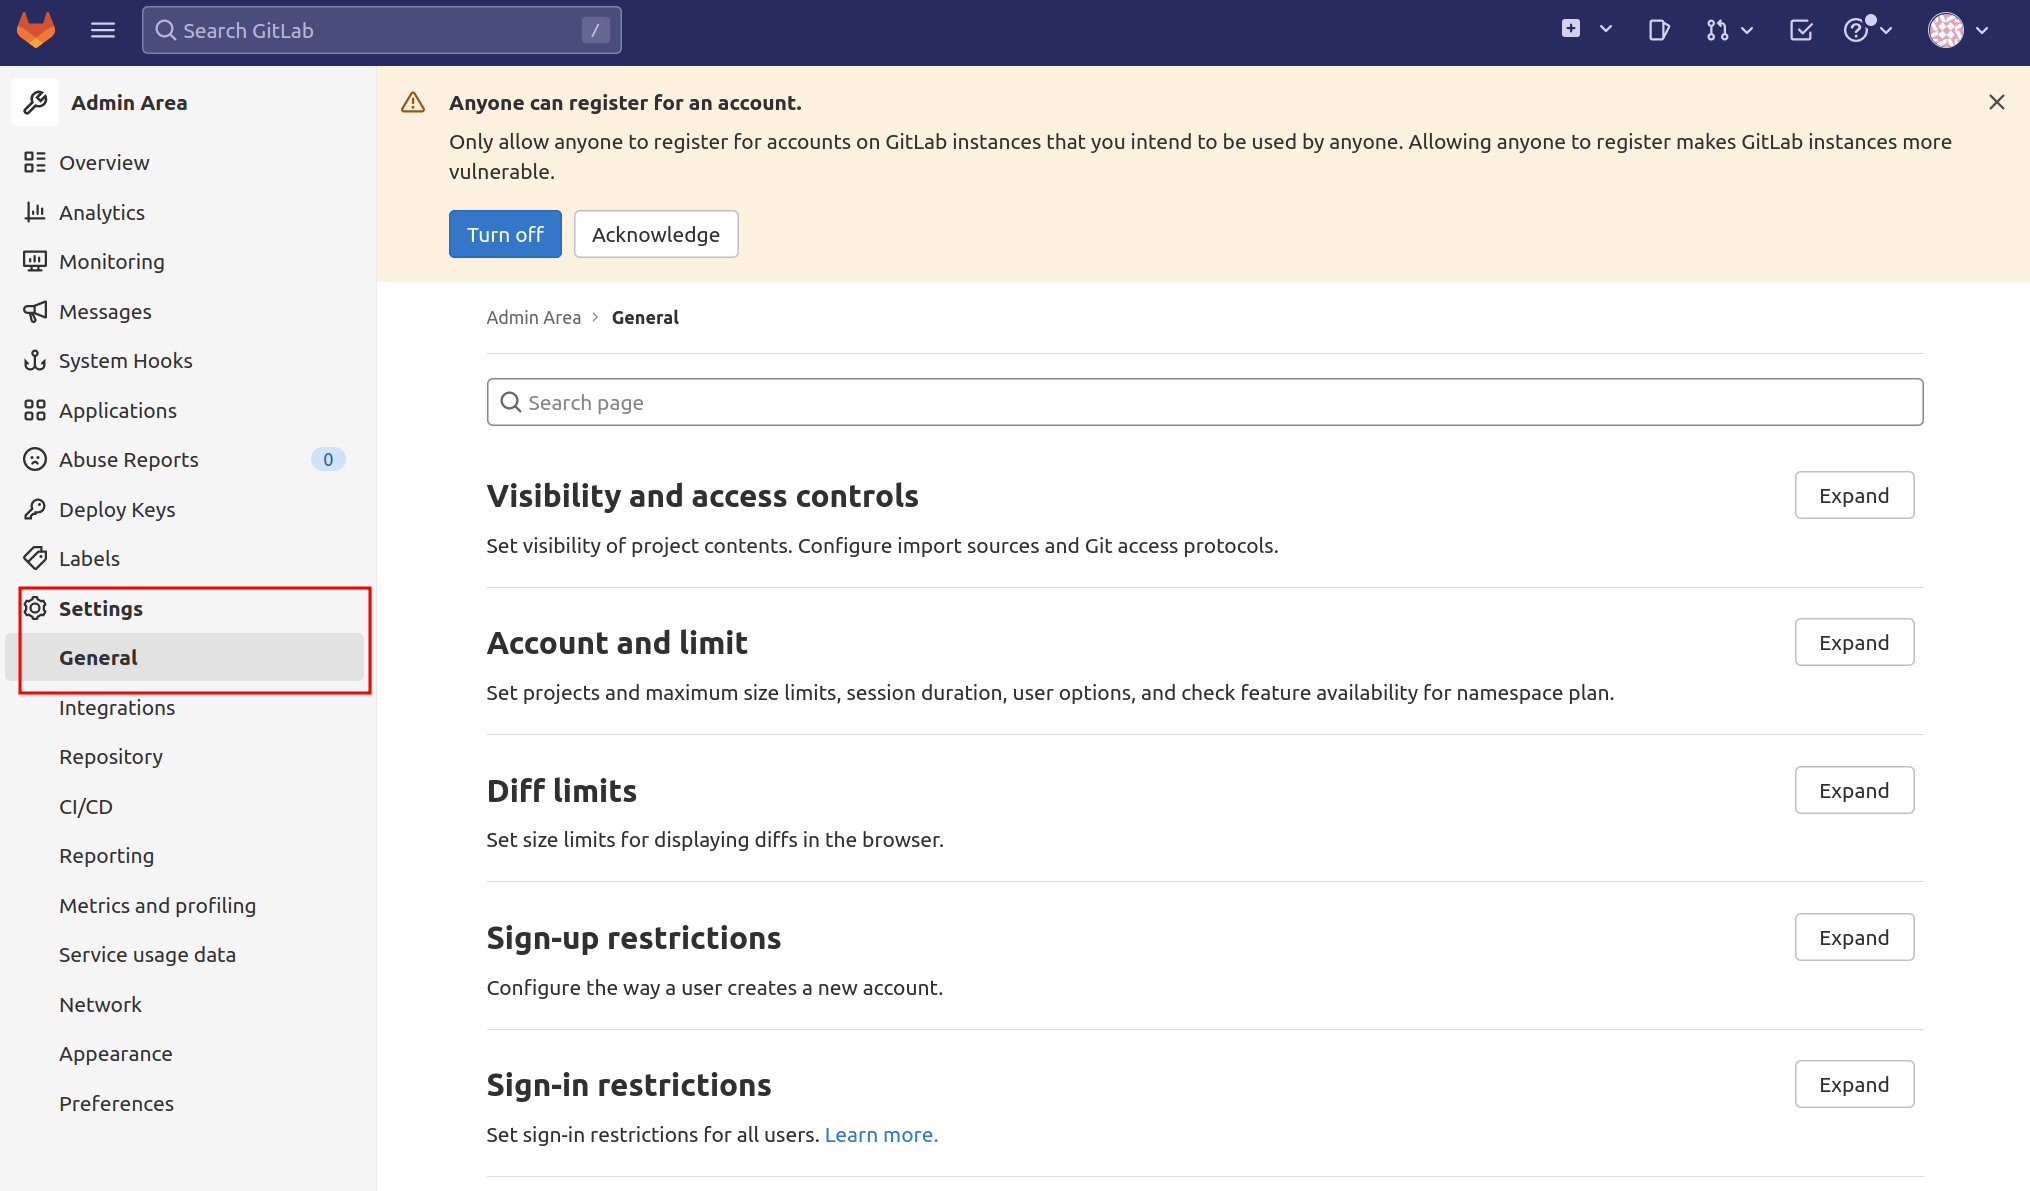 Search GitLab
/
Admin Area
Overview
Analytics
Monitoring
Messages
System Hooks
Applications
Abuse Reports 0
Deploy Keys
Labels
Settings
General
Integrations
Repository
CI/CD
Reporting
Metrics and profiling
Service usage data
Network
Appearance
Preferences
Anyone can register for an account.
Only allow anyone to register for accounts on GitLab instances that you intend to be used by anyone. Allowing anyone to register makes GitLab instances more
vulnerable.
Turn off Acknowledge
Admin Area > General
Search page
Visibility and access controls Expand
Set visibility of project contents. Configure import sources and Git access protocols.
Account and limit Expand
Set projects and maximum size limits, session duration, user options, and check feature availability for namespace plan.
Diff limits Expand
Set size limits for displaying diffs in the browser.
Sign-up restrictions Expand
Configure the way a user creates a new account.
Sign-in restrictions Expand
Set sign-in restrictions for all users. Learn more.